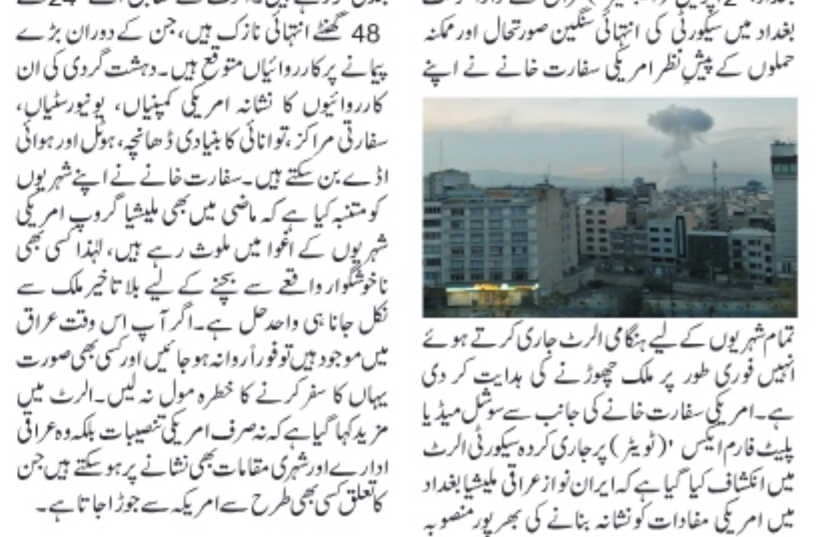 بغداد میں سیکورٹی کی انتہائی سنگین صورتحال اور ممکنہ
حملوں کے پیشِ نظر امریکی سفارت خانے نے اپنے
تمام شہریوں کے لیے ہنگامی الرٹ جاری کرتے ہوئے
انہیں فوری طور پر ملک چھوڑنے کی ہدایت کر دی
ہے۔امریکی سفارت خانے کی جانب سے سوشل میڈیا
پلیٹ فارم ایکس '(ٹویٹر) پر جاری کردہ سیکورٹی الرٹ
میں انکشاف کیا گیا ہے کہ ایران نواز عراقی ملیشیا بغداد
میں امریکی مفادات کو نشانہ بنانے کی بھرپور منصوبہ
48 گھنٹے انتہائی نازک ہیں، جن کے دوران بڑے
پیمانے پر کارروائیاں متوقع ہیں۔دہشت گردی کی ان
کارروائیوں کا نشانہ امریکی کمپنیاں، یونیورسٹیاں،
سفارتی مراکز ،توانائی کا بنیادی ڈھانچہ، ہوٹل اور ہوائی
اڈے بن سکتے ہیں۔سفارت خانے نے اپنے شہریوں
کو متنبہ کیا ہے کہ ماضی میں بھی ملیشیا گروپ امریکی
شہریوں کے اغوا میں ملوث رہے ہیں، لہٰذا کسی بھی
ناخوشگوار واقعے سے بچنے کے لیے بلا تاخیر ملک سے
نکل جانا ہی واحد حل ہے۔اگر آپ اس وقت عراق
میں موجود ہیں تو فوراً روانہ ہو جائیں اور کسی بھی صورت
یہاں کا سفر کرنے کا خطرہ مول نہ لیں۔الرٹ میں
مزید کہا گیا ہے کہ نہ صرف امریکی تنصیبات بلکہ وہ عراقی
ادارے اور شہری مقامات بھی نشانے پر ہو سکتے ہیں جن
کا تعلق کسی بھی طرح سے امریکہ سے جوڑا جاتا ہے۔